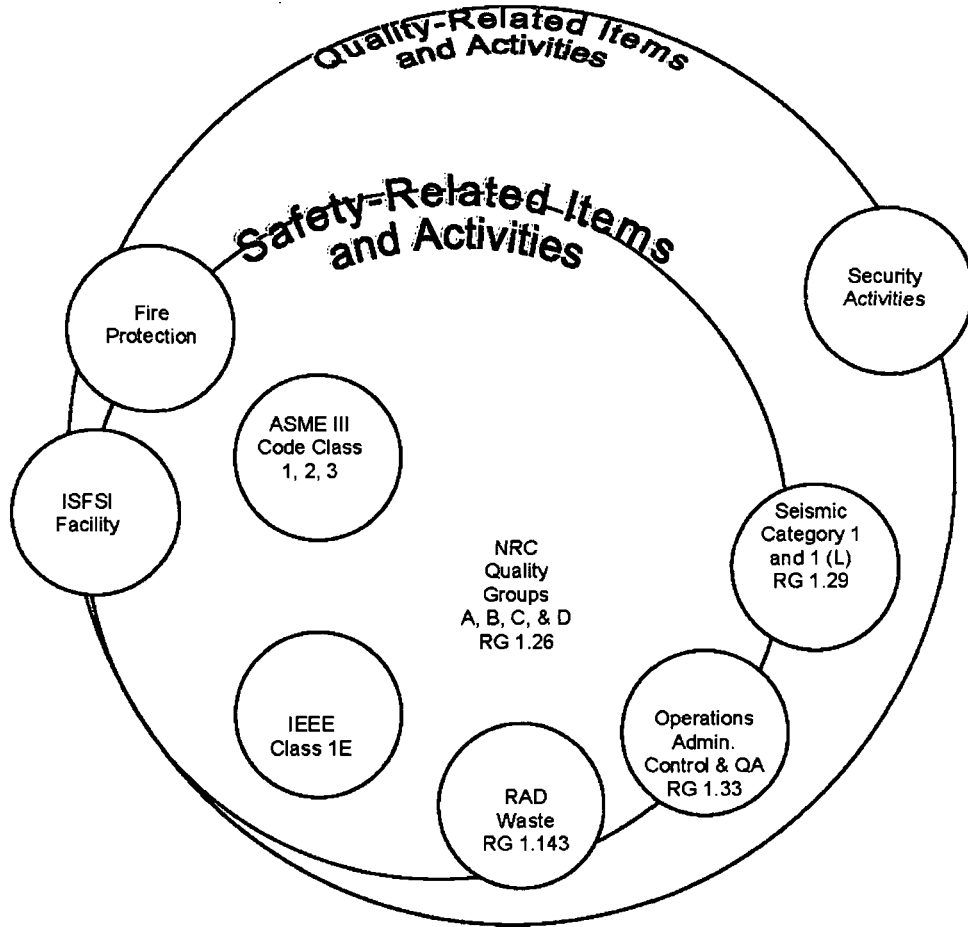 Quality-Related Items
and Activities
Safety-Related Items
and Activities
Fire
Protection
Security
Activities
ASME III
Code Class
1, 2, 3
ISFSI
Facility
NRC
Quality
Groups
A, B, C, & D
RG 1.26
Seismic
Category 1
and 1 (L)
RG 1.29
IEEE
Class 1E
Operations
Admin.
Control & QA
RG 1.33
RAD
Waste
RG 1.143